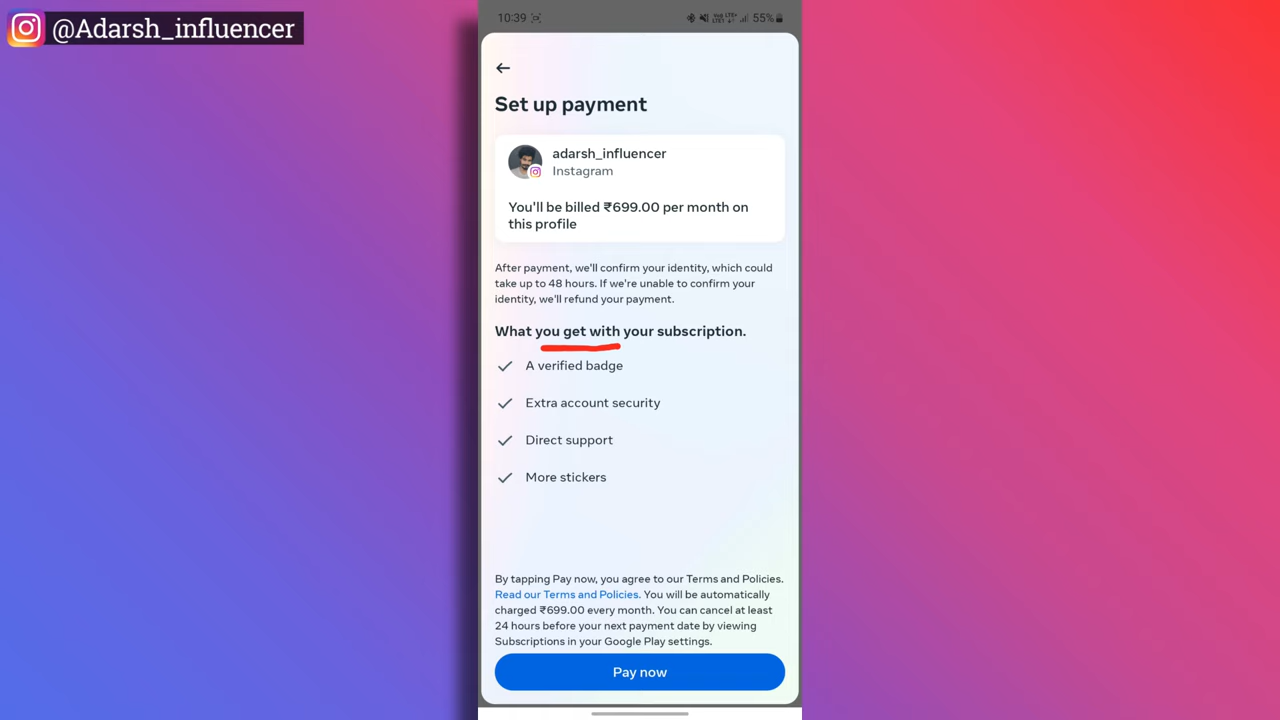 @Adarsh_influencer
10:39
55%
Set up payment
adarsh_influencer
Instagram
You'll be billed ₹699.00 per month on
this profile
After payment, we'll confirm your identity, which could
take up to 48 hours. If we're unable to confirm your
identity, we'll refund your payment.
What you get with your subscription.
A verified badge
Extra account security
Direct support
More stickers
By tapping Pay now, you agree to our Terms and Policies.
Read our Terms and Policies. You will be automatically
charged ₹699.00 every month. You can cancel at least
24 hours before your next payment date by viewing
Subscriptions in your Google Play settings.
Pay now